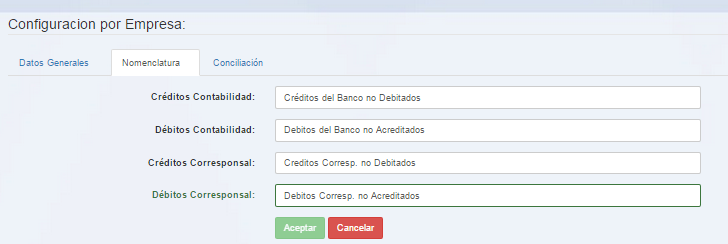 Configuracion por Empresa:
Datos Generales Nomenclatura Conciliación
Créditos Contabilidad: Créditos del Banco no Debitados
Débitos Contabilidad: Debitos del Banco no Acreditados
Créditos Corresponsal: Creditos Corresp. no Debitados
Débitos Corresponsal: Debitos Corresp. no Acreditados
Aceptar Cancelar